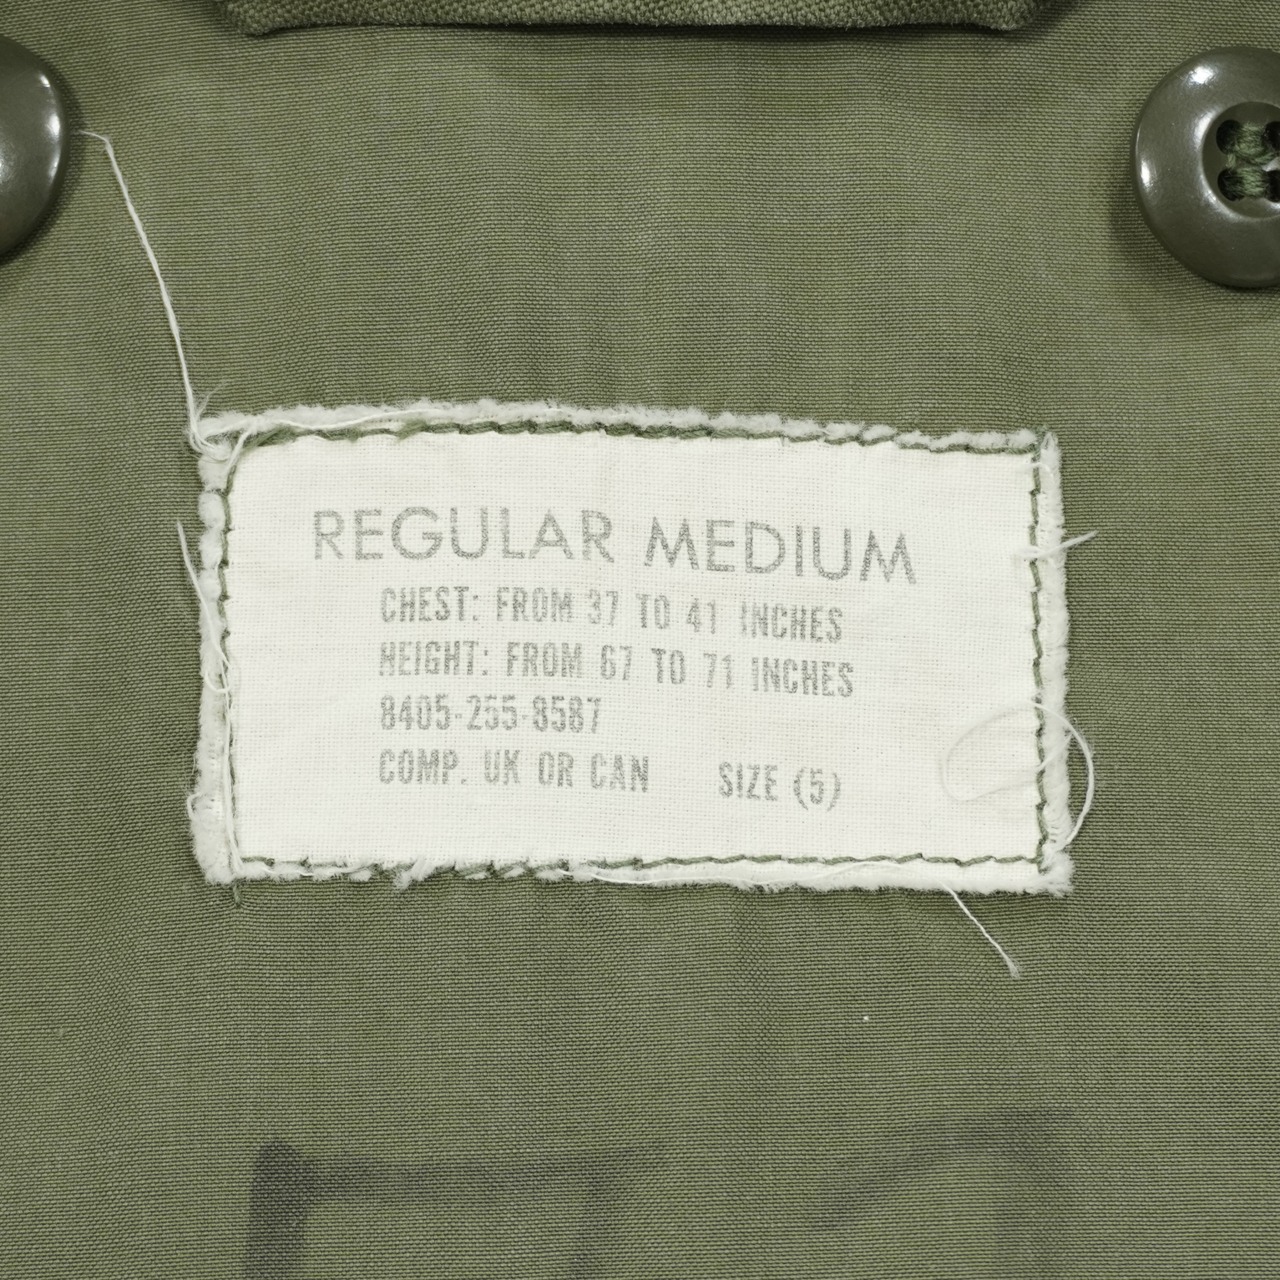 REGULAR MEDIUM
CHEST: FROM 37 TO 41 INCHES
HEIGHT: FROM 67 TO 71 INCHES
8405-255-8587
COMP. UK OR CAN SIZE (5)